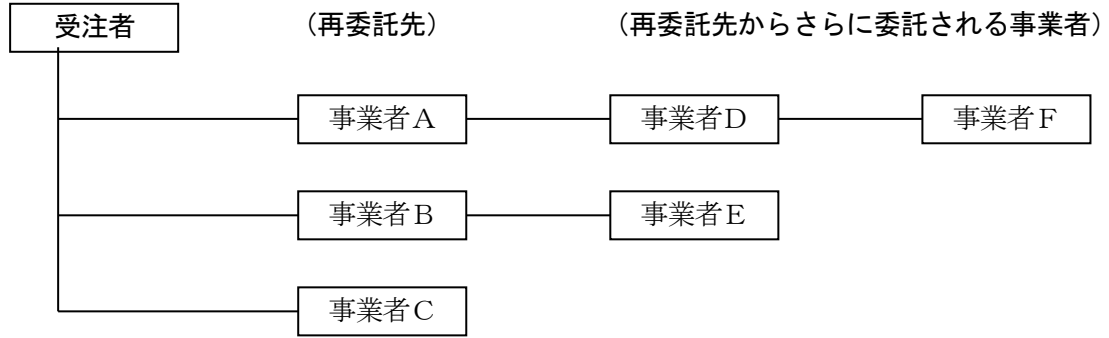 受注者 (再委託先) (再委託先からさらに委託される事業者)
事業者A 事業者D 事業者F
事業者B 事業者E
事業者C